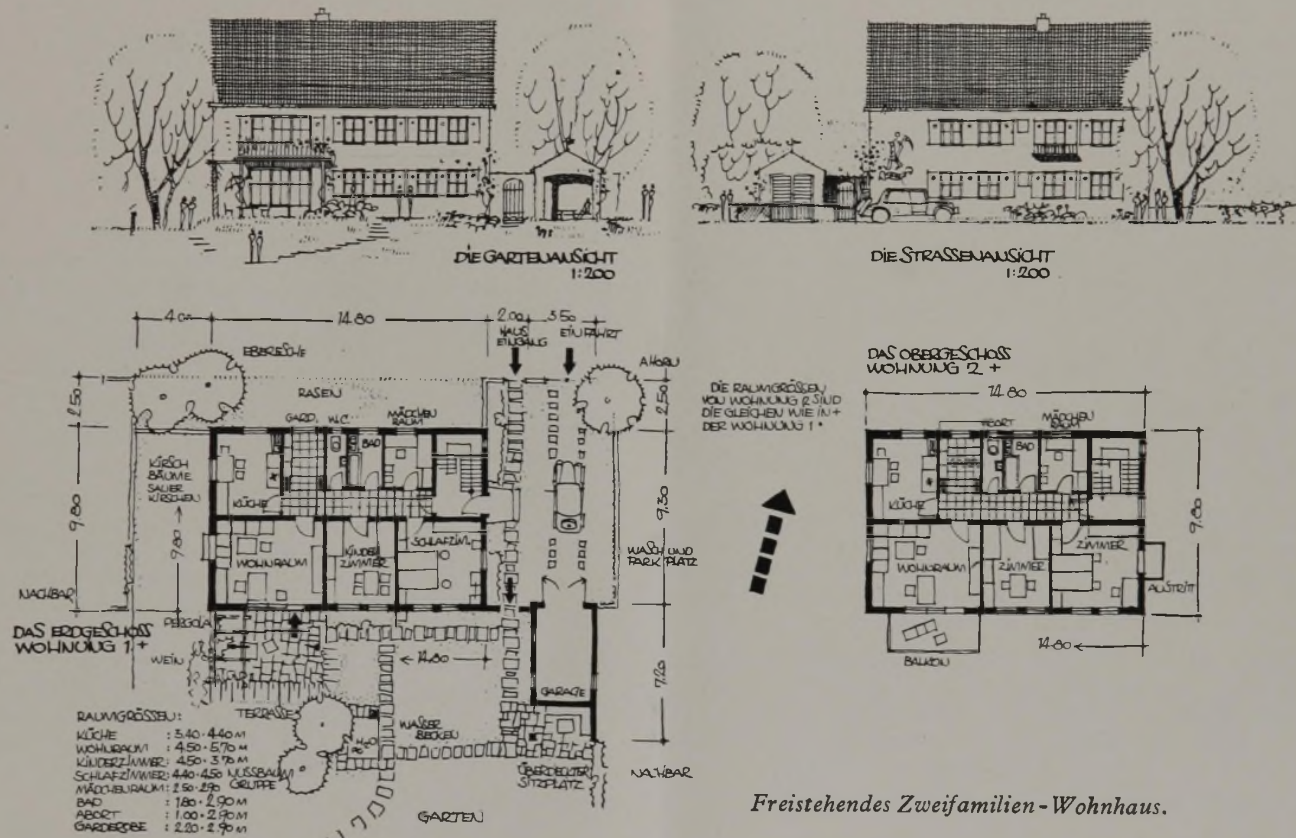 DIE GARTENANSICHT
1:200
DIE STRASSENANSICHT
1:200
14.80
2.00
3.50
HAUS
EINGANG
EINFAHRT
EBERESCHE
AHORN
RASEN
2.50
2.50
GARD.
W.C.
BAD
MÄDCHEN
RAUM
KIRSCH
BÄUME
SAUER
KIRSCHEN
9.80
9.80
9.30
KÜCHE
WOHNRAUM
KINDER
ZIMMER
SCHLAFZIM.
WASCH UND
PARK PLATZ
NACHBAR
DAS ERDGESCHOSS
WOHNUNG 1 +
PERGOLA
WEIN
14.80
7.20
GARAGE
TERRASSE
WASSER
BECKEN
NUSSBAUM
GRUPPE
ÜBERDECKTER
SITZPLATZ
NACHBAR
GARTEN
RAUMGRÖSSEN:
KÜCHE : 3.40 · 4.40 M
WOHNRAUM : 4.50 · 5.70 M
KINDERZIMMER : 4.50 · 3.70 M
SCHLAFZIMMER : 4.40 · 4.50
MÄDCHENRAUM : 2.50 · 2.90
BAD : 1.80 · 2.90 M
ABORT : 1.00 · 2.90 M
GARDEROBE : 2.20 · 2.90 M
DIE RAUMGRÖSSEN
VON WOHNUNG 2 SIND
DIE GLEICHEN WIE IN +
DER WOHNUNG 1 •
DAS OBERGESCHOSS
WOHNUNG 2 +
14.80
ABORT
BAD
MÄDCHEN
RAUM
KÜCHE
WOHNRAUM
ZIMMER
ZIMMER
9.80
AUSTRITT
14.80
BALKON
Freistehendes Zweifamilien-Wohnhaus.